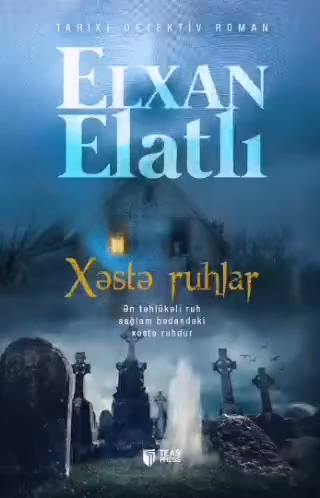 TARİXİ DETEKTİV ROMAN
ELXAN
Elatlı
Xəstə ruhlar
Ən təhlükəli ruh
sağlam bədəndəki
xəstə ruhdur
TEAS
PRESS